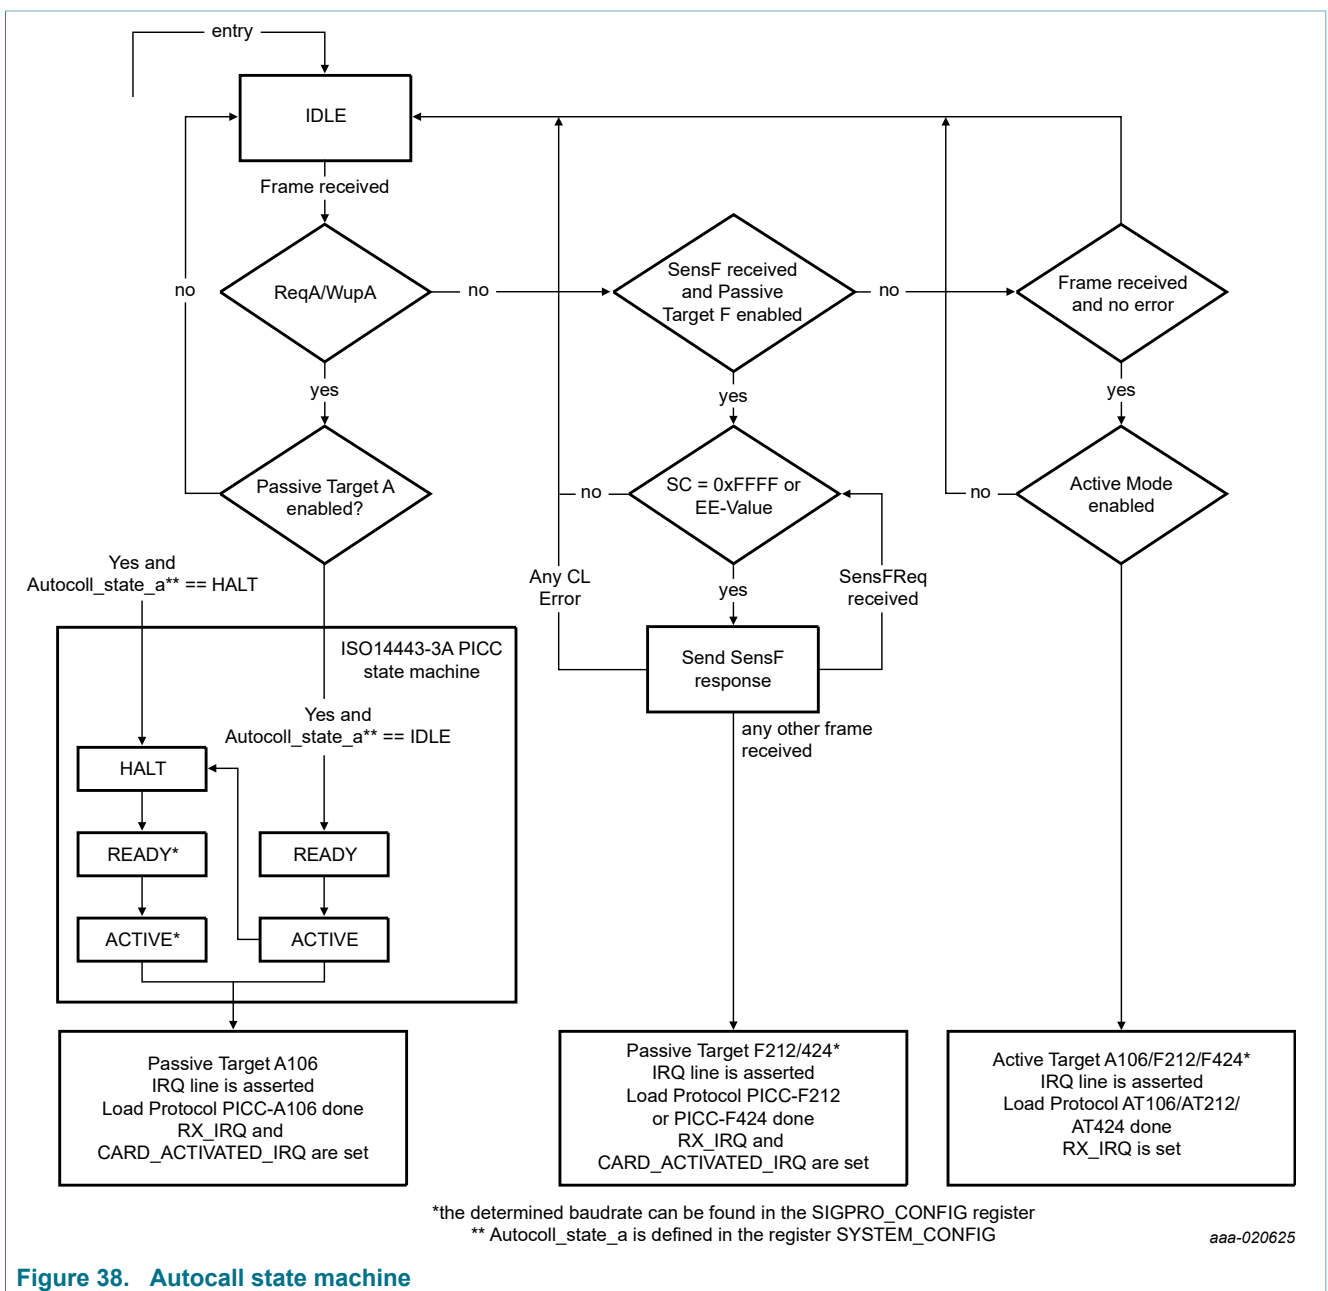 entry
IDLE
Frame received
no
ReqA/WupA
no
SensF received
and Passive
Target F enabled
no
Frame received
and no error
yes
yes
yes
Passive Target A
enabled?
no
SC = 0xFFFF or
EE-Value
no
Active Mode
enabled
Yes and
Autocoll_state_a** == HALT
Any CL
Error
yes
SensFReq
received
ISO14443-3A PICC
state machine
Send SensF
response
Yes and
Autocoll_state_a** == IDLE
any other frame
received
HALT
READY*
READY
ACTIVE*
ACTIVE
Passive Target A106
IRQ line is asserted
Load Protocol PICC-A106 done
RX_IRQ and
CARD_ACTIVATED_IRQ are set
Passive Target F212/424*
IRQ line is asserted
Load Protocol PICC-F212
or PICC-F424 done
RX_IRQ and
CARD_ACTIVATED_IRQ are set
Active Target A106/F212/F424*
IRQ line is asserted
Load Protocol AT106/AT212/
AT424 done
RX_IRQ is set
*the determined baudrate can be found in the SIGPRO_CONFIG register
** Autocoll_state_a is defined in the register SYSTEM_CONFIG
aaa-020625
Figure 38. Autocall state machine